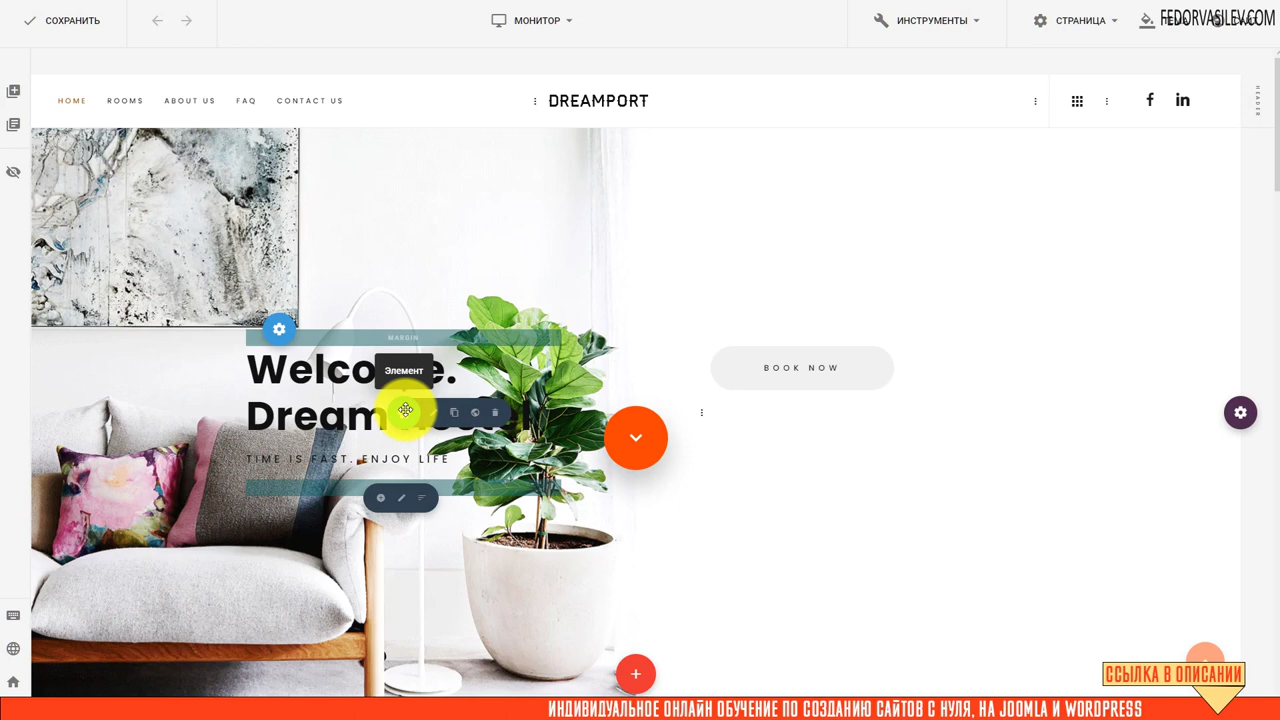 СОХРАНИТЬ
МОНИТОР
ИНСТРУМЕНТЫ
СТРАНИЦА
FEDORVASILEV.COM
HOME
ROOMS
ABOUT US
FAQ
CONTACT US
DREAMPORT
HEADER
MARGIN
Элемент
Dream
TIME IS FAST. ENJOY LIFE
BOOK NOW
ССЫЛКА В ОПИСАНИИ
ИНДИВИДУАЛЬНОЕ ОНЛАЙН ОБУЧЕНИЕ ПО СОЗДАНИЮ САЙТОВ С НУЛЯ, НА JOOMLA И WORDPRESS